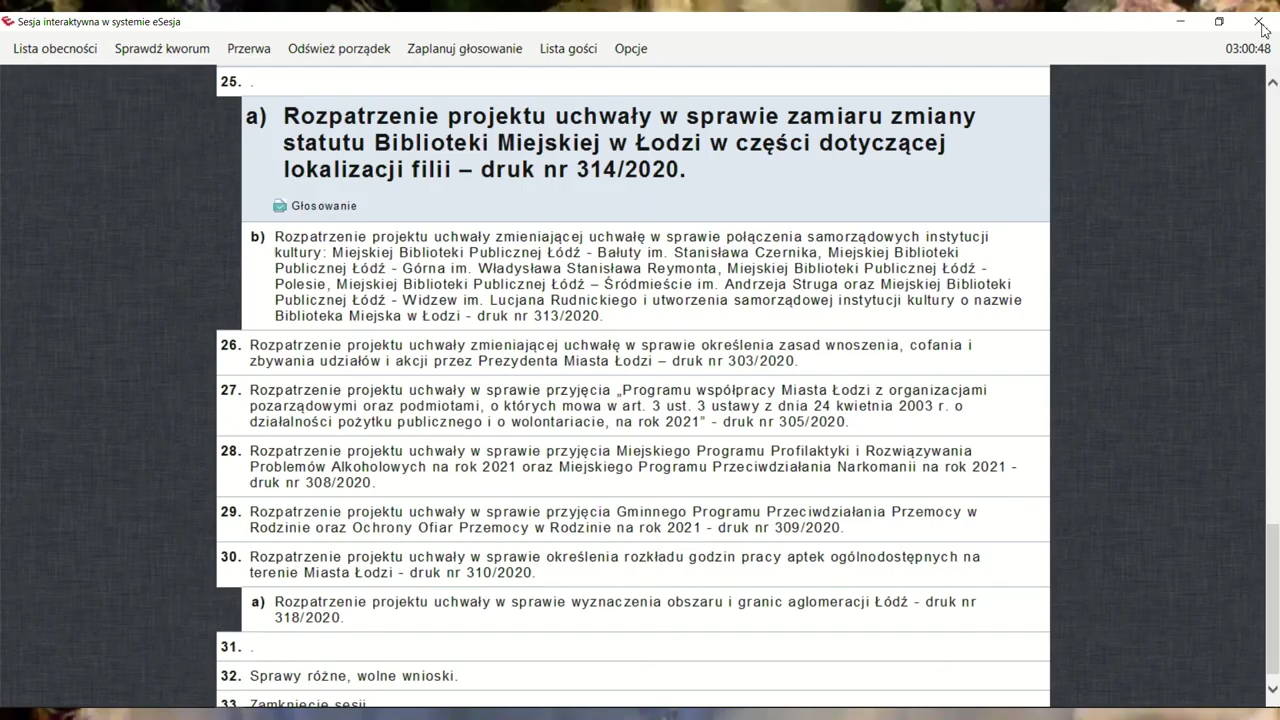 Sesja interaktywna w systemie eSesja
Lista obecności Sprawdź kworum Przerwa Odśwież porządek Zaplanuj głosowanie Lista gości Opcje 03:00:48
25. .
a) Rozpatrzenie projektu uchwały w sprawie zamiaru zmiany
statutu Biblioteki Miejskiej w Łodzi w części dotyczącej
lokalizacji filii – druk nr 314/2020.
Głosowanie
b) Rozpatrzenie projektu uchwały zmieniającej uchwałę w sprawie połączenia samorządowych instytucji
kultury: Miejskiej Biblioteki Publicznej Łódź - Bałuty im. Stanisława Czernika, Miejskiej Biblioteki
Publicznej Łódź - Górna im. Władysława Stanisława Reymonta, Miejskiej Biblioteki Publicznej Łódź -
Polesie, Miejskiej Biblioteki Publicznej Łódź – Śródmieście im. Andrzeja Struga oraz Miejskiej Biblioteki
Publicznej Łódź - Widzew im. Lucjana Rudnickiego i utworzenia samorządowej instytucji kultury o nazwie
Biblioteka Miejska w Łodzi - druk nr 313/2020.
26. Rozpatrzenie projektu uchwały zmieniającej uchwałę w sprawie określenia zasad wnoszenia, cofania i
zbywania udziałów i akcji przez Prezydenta Miasta Łodzi – druk nr 303/2020.
27. Rozpatrzenie projektu uchwały w sprawie przyjęcia „Programu współpracy Miasta Łodzi z organizacjami
pozarządowymi oraz podmiotami, o których mowa w art. 3 ust. 3 ustawy z dnia 24 kwietnia 2003 r. o
działalności pożytku publicznego i o wolontariacie, na rok 2021” - druk nr 305/2020.
28. Rozpatrzenie projektu uchwały w sprawie przyjęcia Miejskiego Programu Profilaktyki i Rozwiązywania
Problemów Alkoholowych na rok 2021 oraz Miejskiego Programu Przeciwdziałania Narkomanii na rok 2021 -
druk nr 308/2020.
29. Rozpatrzenie projektu uchwały w sprawie przyjęcia Gminnego Programu Przeciwdziałania Przemocy w
Rodzinie oraz Ochrony Ofiar Przemocy w Rodzinie na rok 2021 - druk nr 309/2020.
30. Rozpatrzenie projektu uchwały w sprawie określenia rozkładu godzin pracy aptek ogólnodostępnych na
terenie Miasta Łodzi - druk nr 310/2020.
a) Rozpatrzenie projektu uchwały w sprawie wyznaczenia obszaru i granic aglomeracji Łódź - druk nr
318/2020.
31. .
32. Sprawy różne, wolne wnioski.
33. Zamknięcie sesji.